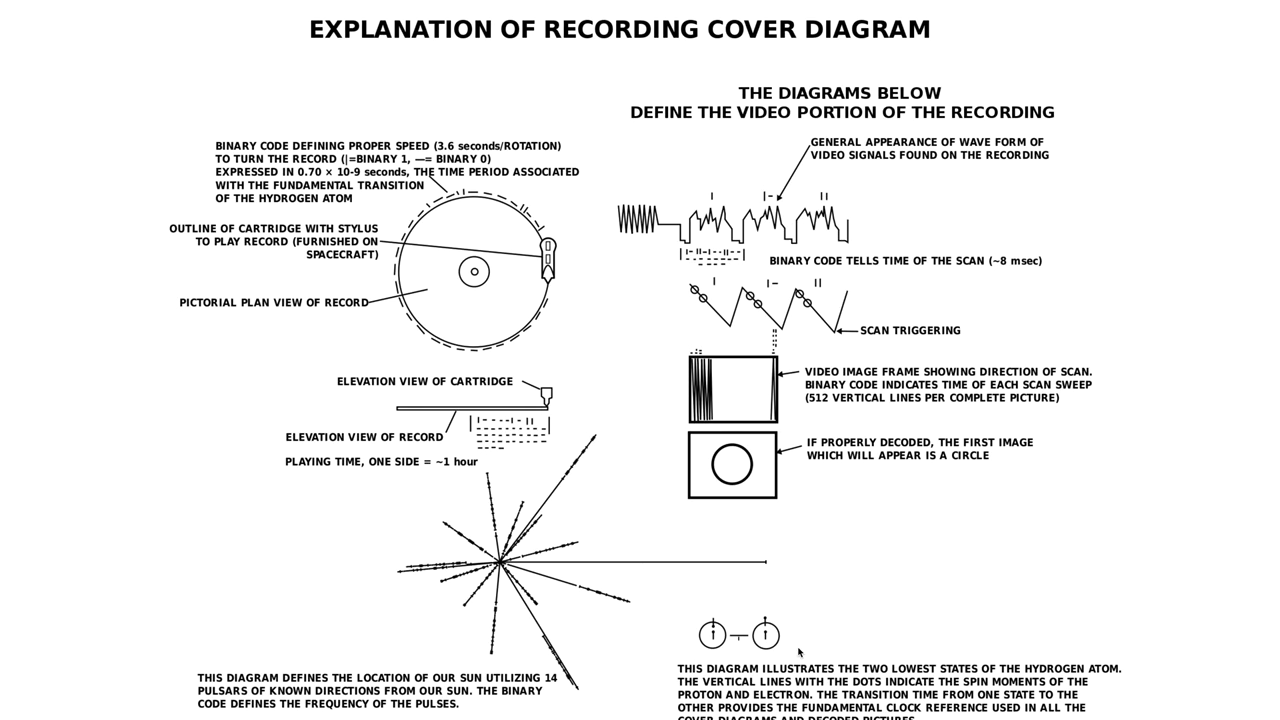 EXPLANATION OF RECORDING COVER DIAGRAM
THE DIAGRAMS BELOW
DEFINE THE VIDEO PORTION OF THE RECORDING
BINARY CODE DEFINING PROPER SPEED (3.6 seconds/ROTATION)
TO TURN THE RECORD (|=BINARY 1, —= BINARY 0)
EXPRESSED IN 0.70 × 10-9 seconds, THE TIME PERIOD ASSOCIATED
WITH THE FUNDAMENTAL TRANSITION
OF THE HYDROGEN ATOM
OUTLINE OF CARTRIDGE WITH STYLUS
TO PLAY RECORD (FURNISHED ON
SPACECRAFT)
PICTORIAL PLAN VIEW OF RECORD
ELEVATION VIEW OF CARTRIDGE
ELEVATION VIEW OF RECORD
PLAYING TIME, ONE SIDE = ~1 hour
THIS DIAGRAM DEFINES THE LOCATION OF OUR SUN UTILIZING 14
PULSARS OF KNOWN DIRECTIONS FROM OUR SUN. THE BINARY
CODE DEFINES THE FREQUENCY OF THE PULSES.
GENERAL APPEARANCE OF WAVE FORM OF
VIDEO SIGNALS FOUND ON THE RECORDING
BINARY CODE TELLS TIME OF THE SCAN (~8 msec)
SCAN TRIGGERING
VIDEO IMAGE FRAME SHOWING DIRECTION OF SCAN.
BINARY CODE INDICATES TIME OF EACH SCAN SWEEP
(512 VERTICAL LINES PER COMPLETE PICTURE)
IF PROPERLY DECODED, THE FIRST IMAGE
WHICH WILL APPEAR IS A CIRCLE
THIS DIAGRAM ILLUSTRATES THE TWO LOWEST STATES OF THE HYDROGEN ATOM.
THE VERTICAL LINES WITH THE DOTS INDICATE THE SPIN MOMENTS OF THE
PROTON AND ELECTRON. THE TRANSITION TIME FROM ONE STATE TO THE
OTHER PROVIDES THE FUNDAMENTAL CLOCK REFERENCE USED IN ALL THE
COVER DIAGRAMS AND DECODED PICTURES.